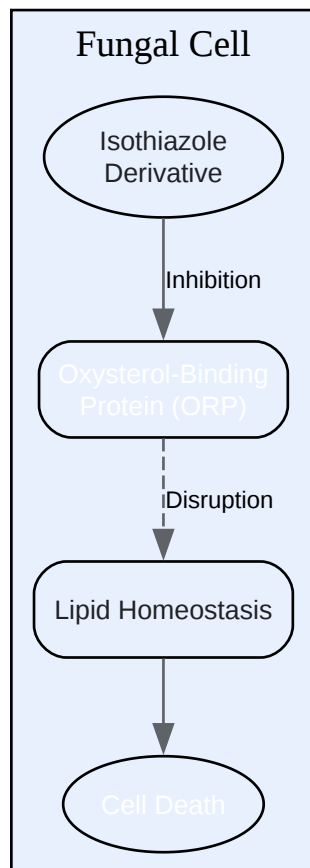 Fungal Cell
Isothiazole
Derivative
Inhibition
Oxysterol-Binding
Protein (ORP)
Disruption
Lipid Homeostasis
Cell Death